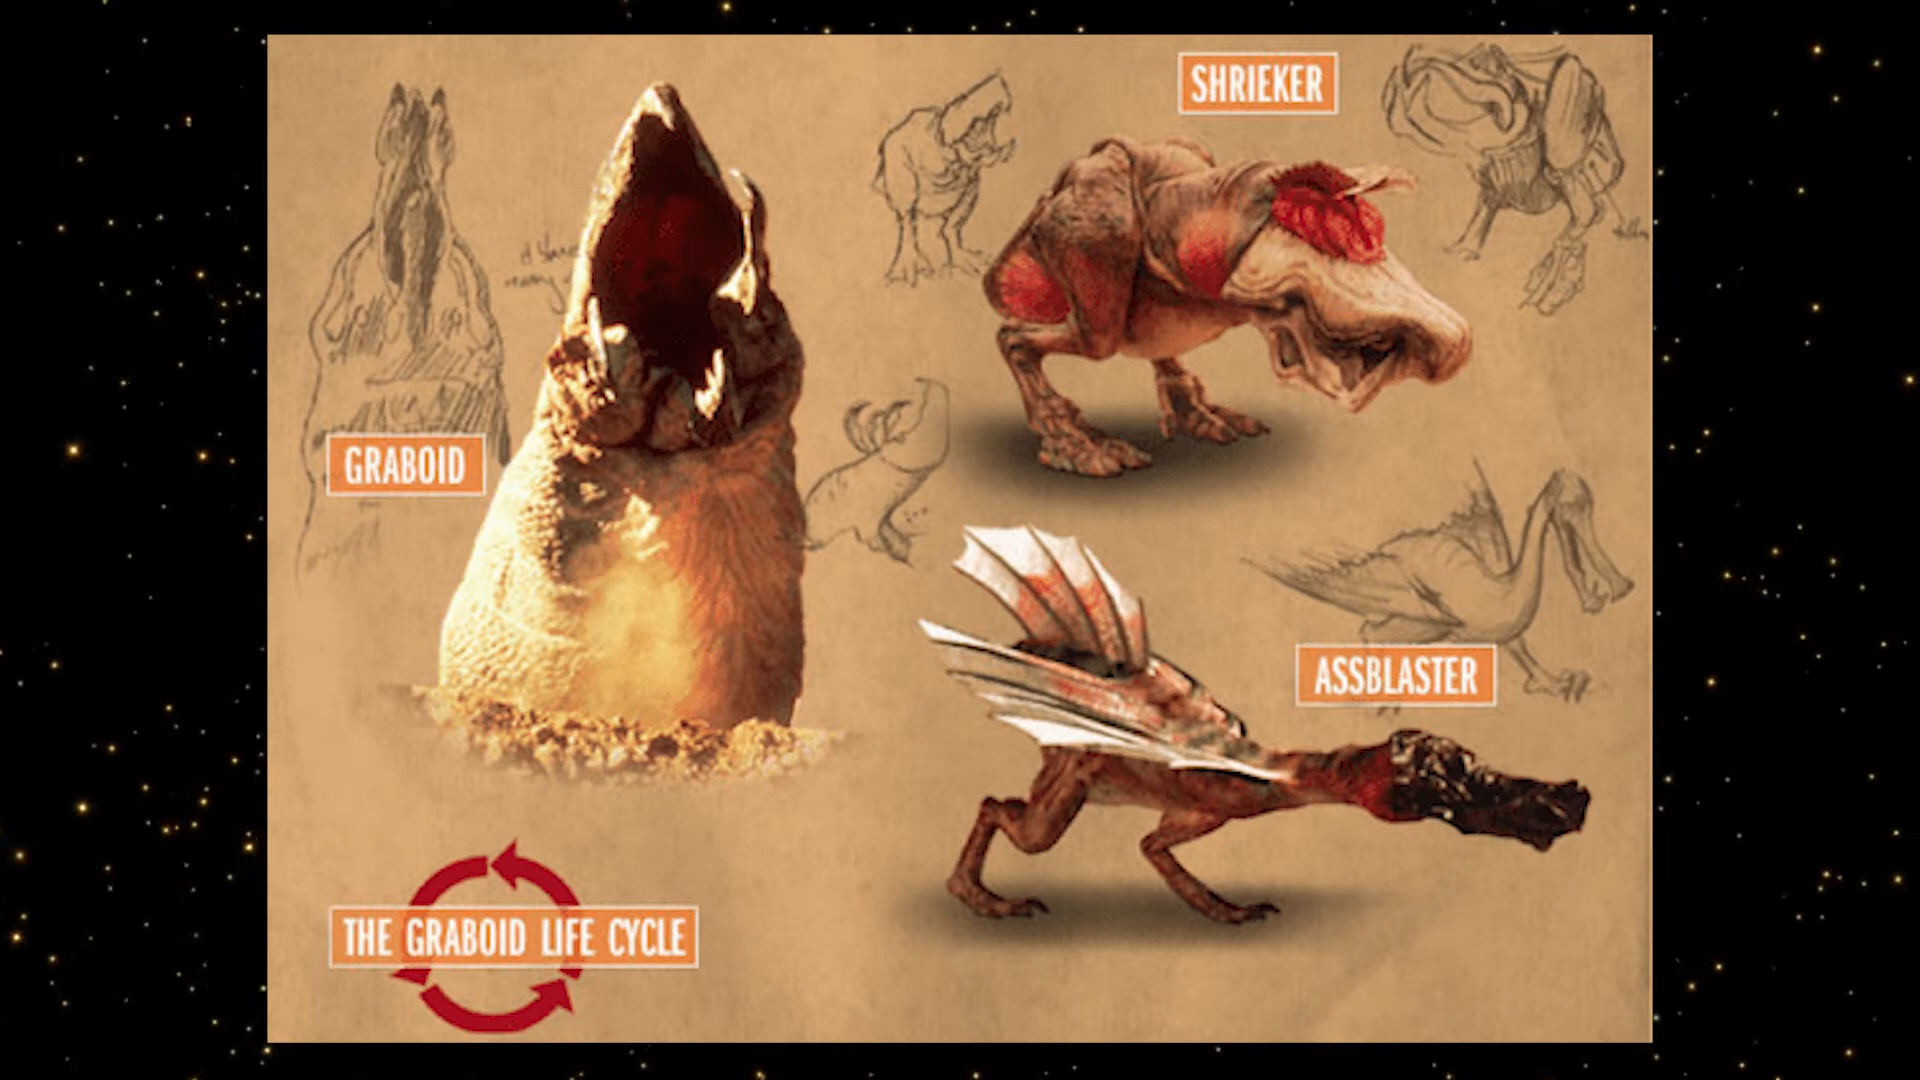 SHRIEKER
GRABOID
ASSBLASTER
THE GRABOID LIFE CYCLE